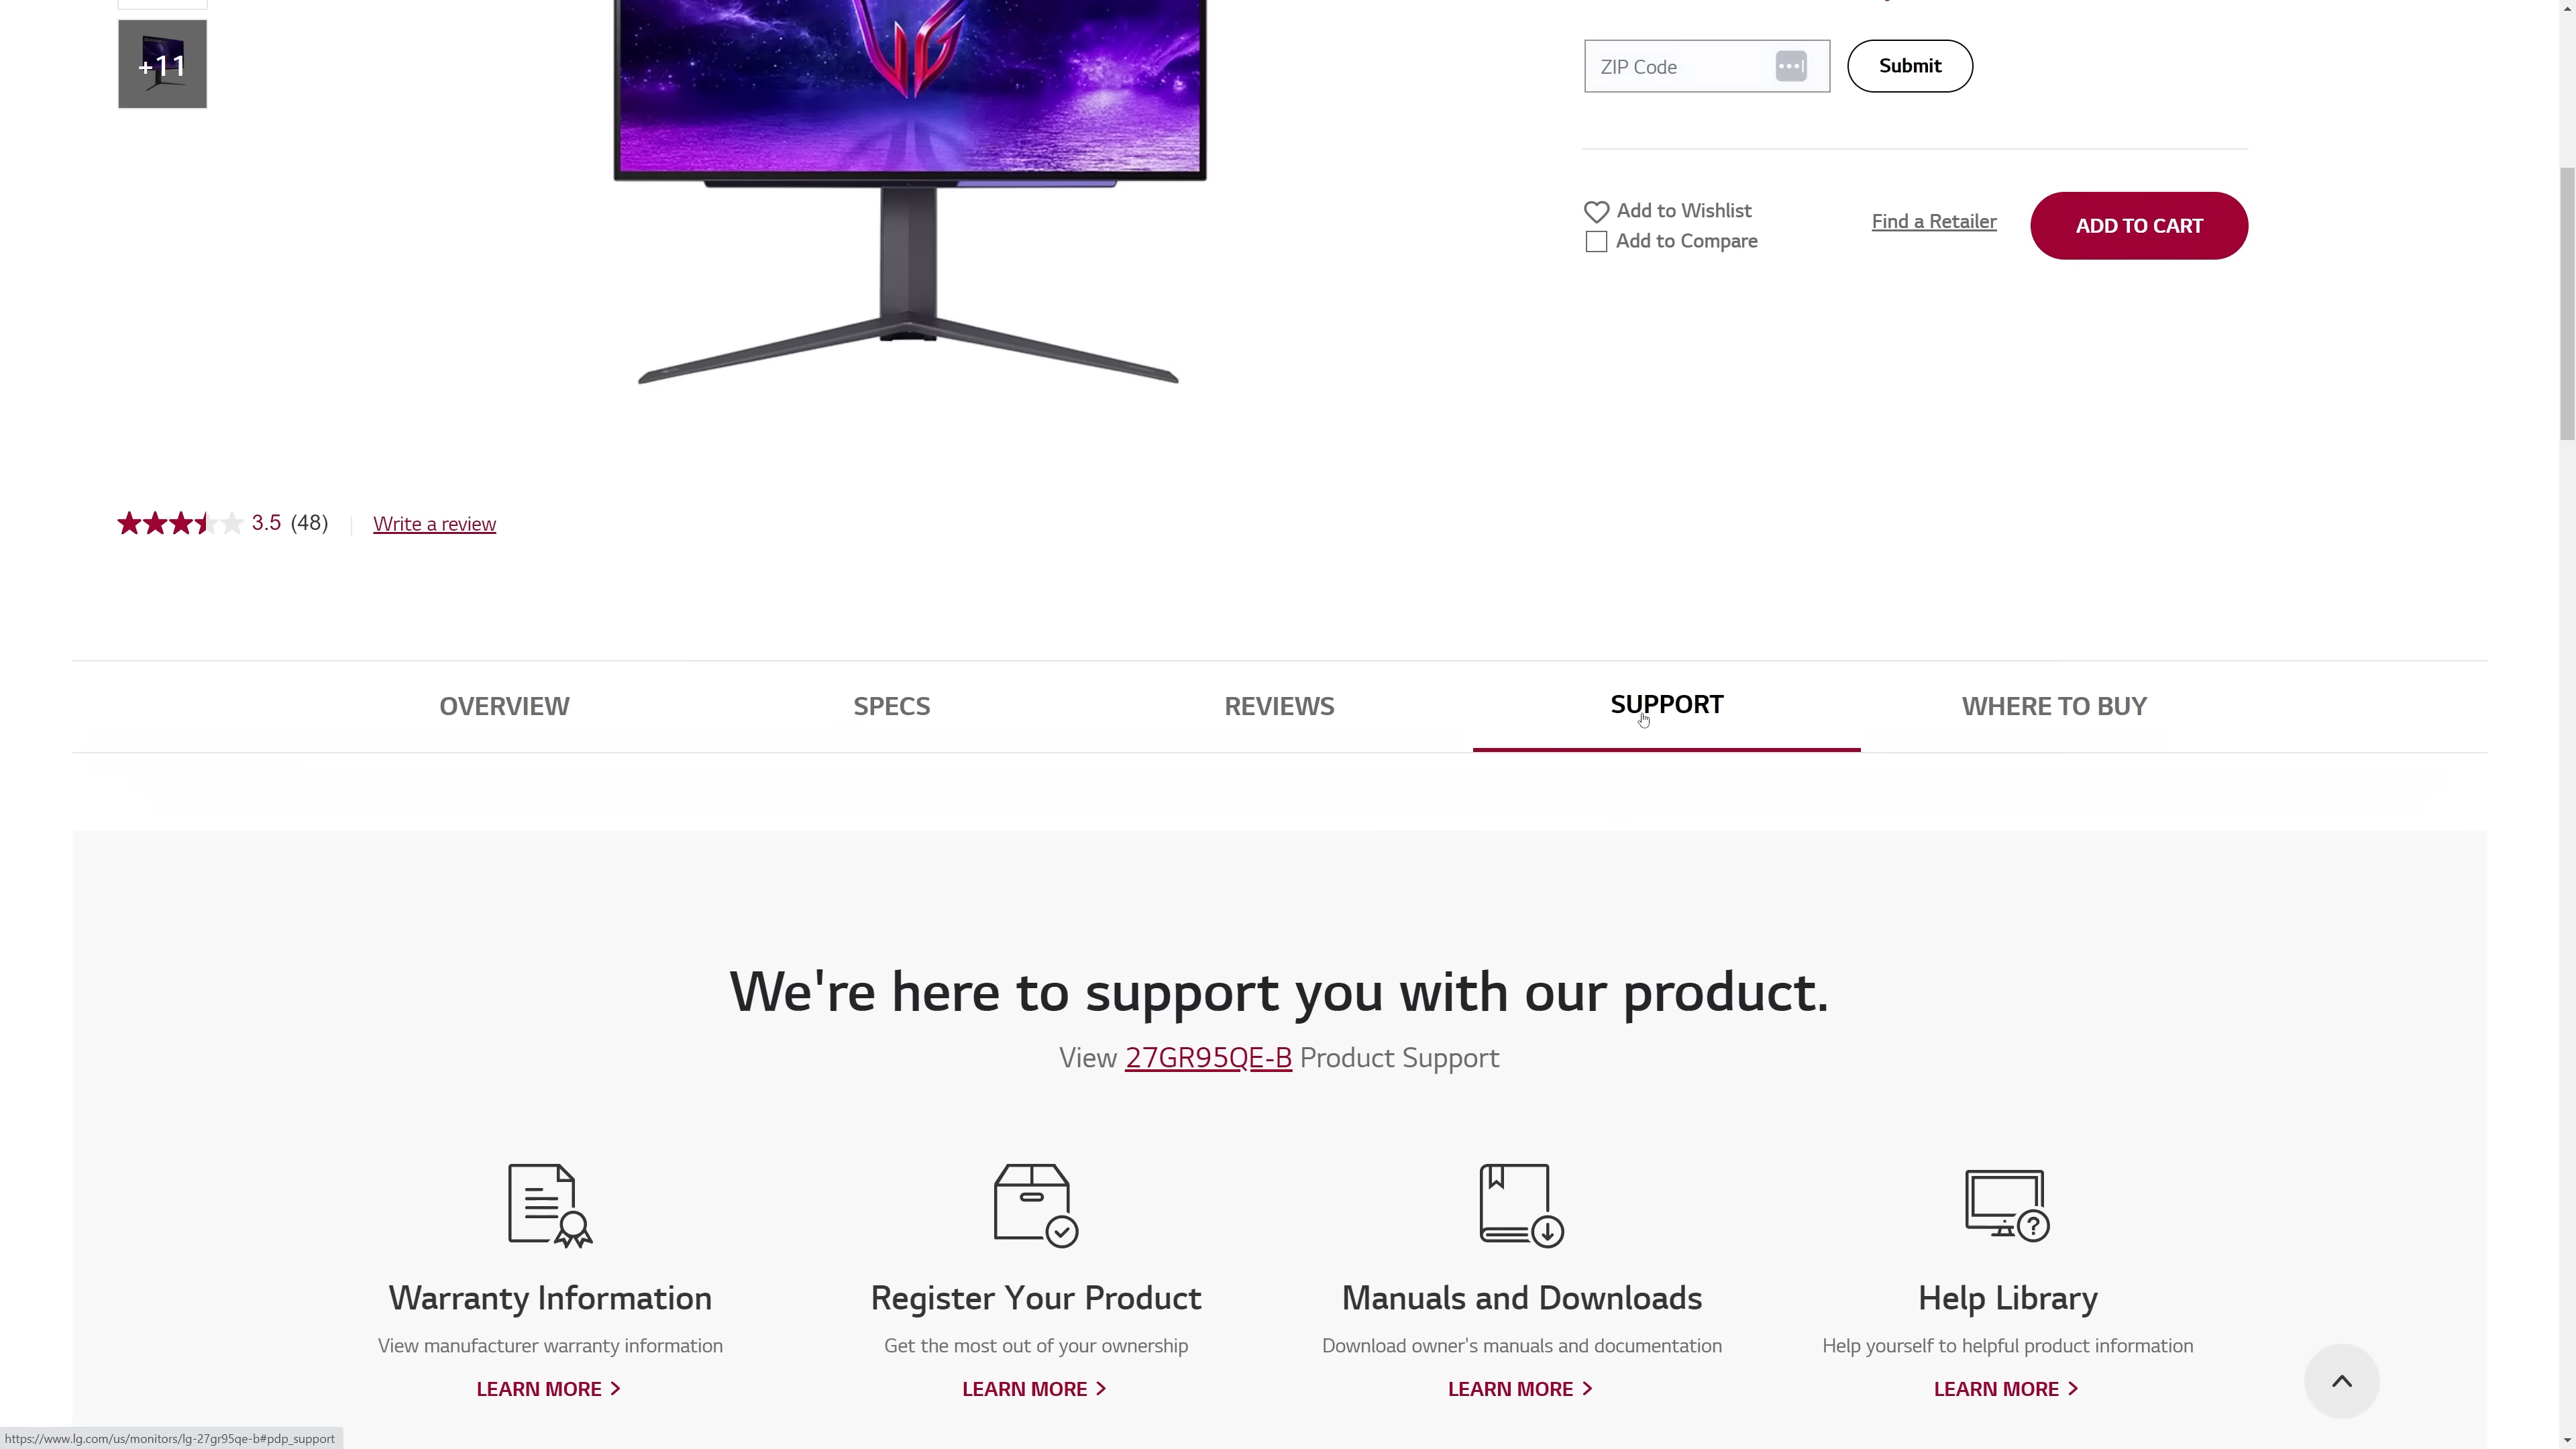 +11
ZIP Code
Submit
Add to Wishlist
Add to Compare
Find a Retailer
ADD TO CART
3.5 (48)
Write a review
OVERVIEW
SPECS
REVIEWS
SUPPORT
WHERE TO BUY
We're here to support you with our product.
View 27GR95QE-B Product Support
Warranty Information
View manufacturer warranty information
LEARN MORE
Register Your Product
Get the most out of your ownership
LEARN MORE
Manuals and Downloads
Download owner's manuals and documentation
LEARN MORE
Help Library
Help yourself to helpful product information
LEARN MORE
https://www.lg.com/us/monitors/lg-27gr95qe-b#pdp_support